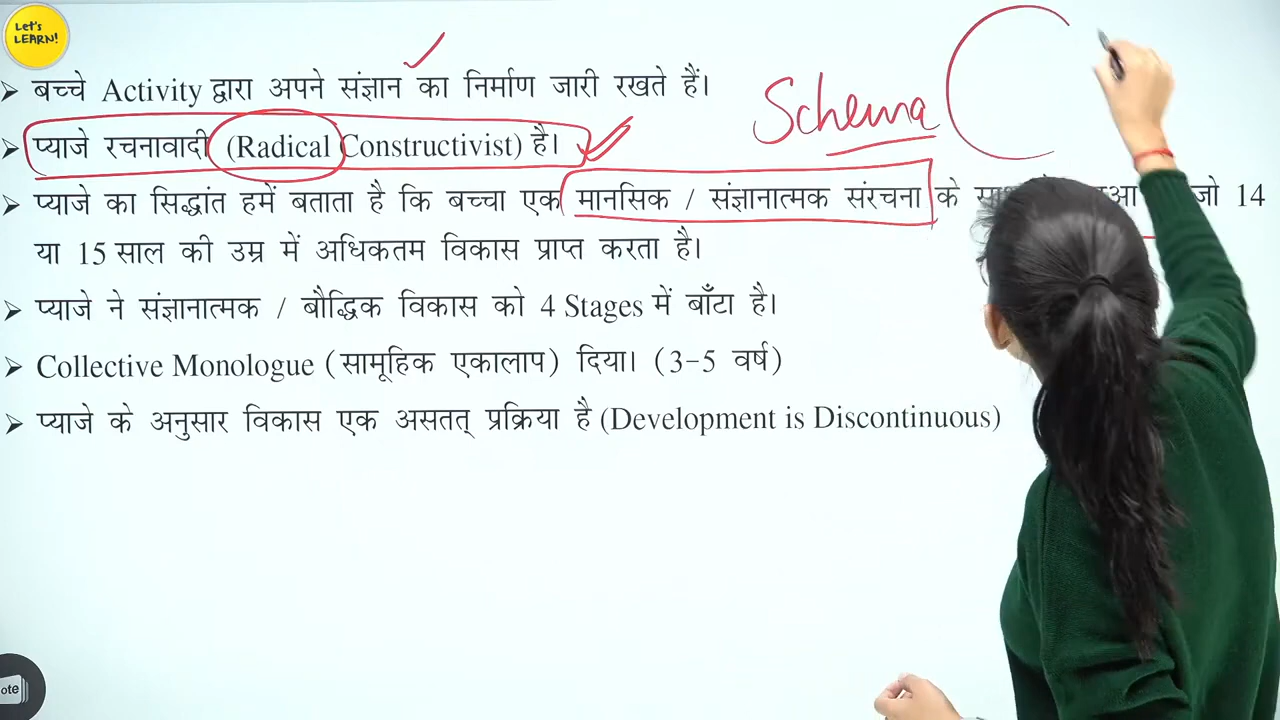 Let's
LEARN!
➤ बच्चे Activity द्वारा अपने संज्ञान का निर्माण जारी रखते हैं।
Schema
➤ प्याजे रचनावादी (Radical Constructivist) है।
➤ प्याजे का सिद्धांत हमें बताता है कि बच्चा एक मानसिक / संज्ञानात्मक संरचना के जो 14
या 15 साल की उम्र में अधिकतम विकास प्राप्त करता है।
➤ प्याजे ने संज्ञानात्मक / बौद्धिक विकास को 4 Stages में बाँटा है।
➤ Collective Monologue (सामूहिक एकालाप) दिया। (3-5 वर्ष)
➤ प्याजे के अनुसार विकास एक असतत् प्रक्रिया है (Development is Discontinuous)
ote